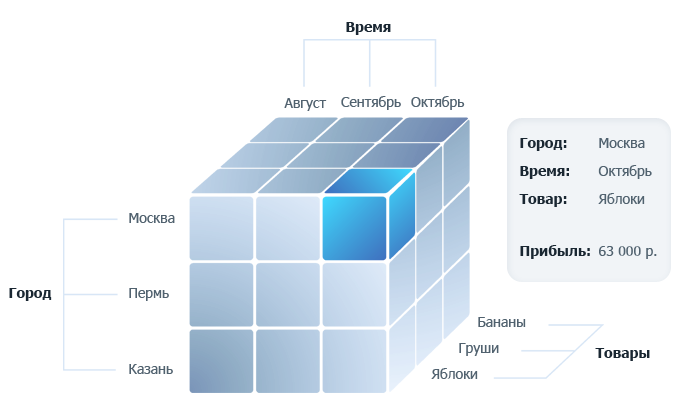 Время
Август Сентябрь Октябрь
Город: Москва
Время: Октябрь
Товар: Яблоки
Прибыль: 63 000 р.
Москва
Город
Пермь
Казань
Бананы
Груши
Яблоки
Товары